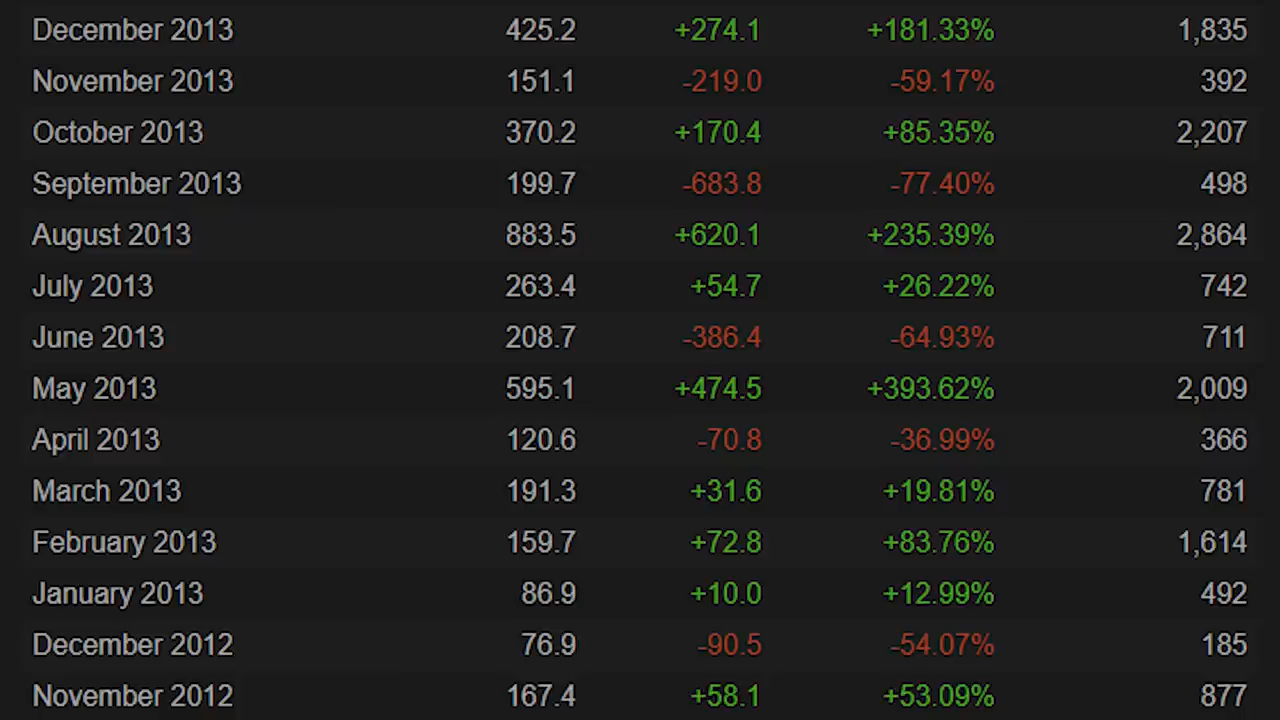 December 2013 425.2 +274.1 +181.33% 1,835
November 2013 151.1 -219.0 -59.17% 392
October 2013 370.2 +170.4 +85.35% 2,207
September 2013 199.7 -683.8 -77.40% 498
August 2013 883.5 +620.1 +235.39% 2,864
July 2013 263.4 +54.7 +26.22% 742
June 2013 208.7 -386.4 -64.93% 711
May 2013 595.1 +474.5 +393.62% 2,009
April 2013 120.6 -70.8 -36.99% 366
March 2013 191.3 +31.6 +19.81% 781
February 2013 159.7 +72.8 +83.76% 1,614
January 2013 86.9 +10.0 +12.99% 492
December 2012 76.9 -90.5 -54.07% 185
November 2012 167.4 +58.1 +53.09% 877